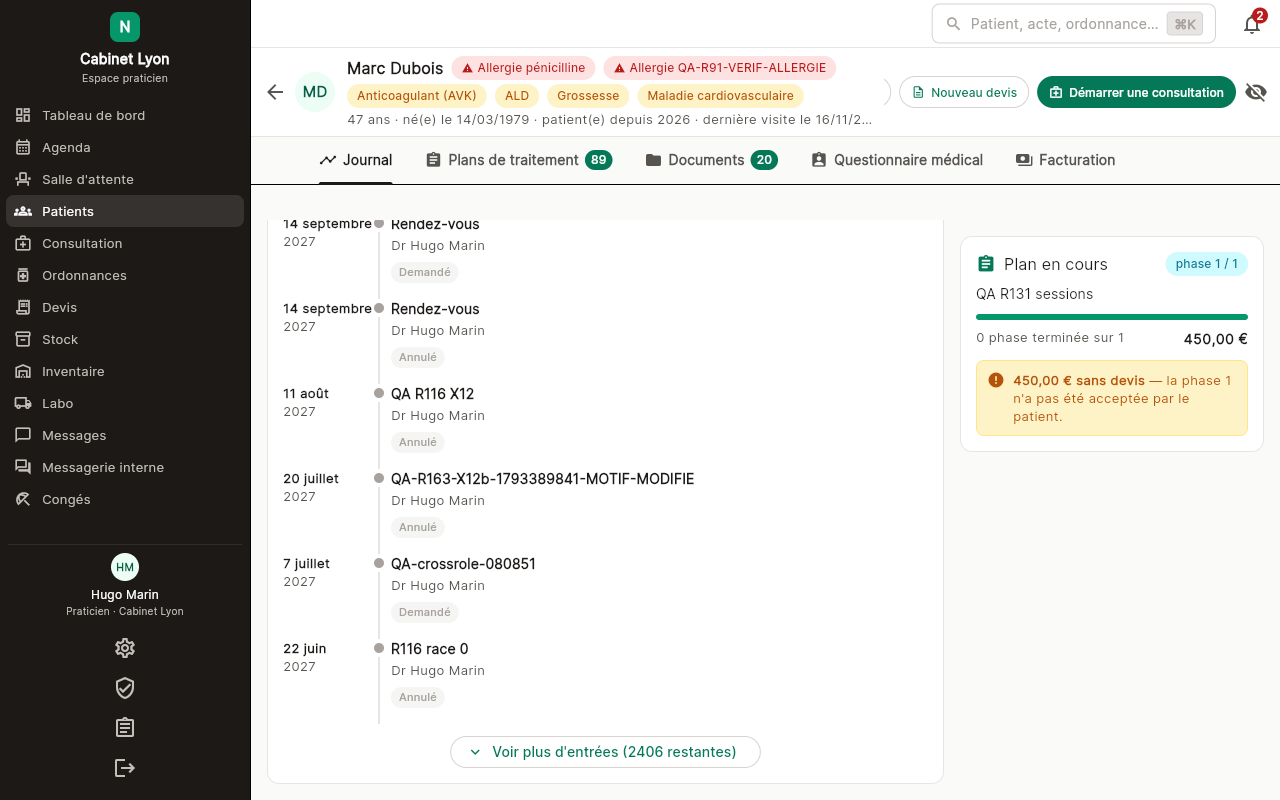 N
Cabinet Lyon
Espace praticien
Tableau de bord
Agenda
Salle d'attente
Patients
Consultation
Ordonnances
Devis
Stock
Inventaire
Labo
Messages
Messagerie interne
Congés
HM
Hugo Marin
Praticien · Cabinet Lyon
Patient, acte, ordonnance... ⌘K
2
MD
Marc Dubois
Allergie pénicilline
Allergie QA-R91-VERIF-ALLERGIE
Anticoagulant (AVK)
ALD
Grossesse
Maladie cardiovasculaire
47 ans · né(e) le 14/03/1979 · patient(e) depuis 2026 · dernière visite le 16/11/2...
Nouveau devis
Démarrer une consultation
Journal
Plans de traitement 89
Documents 20
Questionnaire médical
Facturation
14 septembre Rendez-vous
2027 Dr Hugo Marin
Demandé
14 septembre Rendez-vous
2027 Dr Hugo Marin
Annulé
11 août QA R116 X12
2027 Dr Hugo Marin
Annulé
20 juillet QA-R163-X12b-1793389841-MOTIF-MODIFIE
2027 Dr Hugo Marin
Annulé
7 juillet QA-crossrole-080851
2027 Dr Hugo Marin
Demandé
22 juin R116 race 0
2027 Dr Hugo Marin
Annulé
Voir plus d'entrées (2406 restantes)
Plan en cours phase 1 / 1
QA R131 sessions
0 phase terminée sur 1 450,00 €
450,00 € sans devis — la phase 1
n'a pas été acceptée par le
patient.